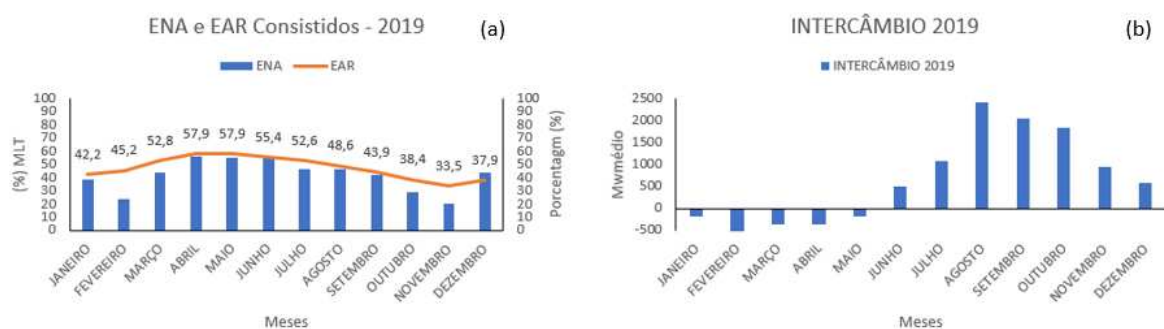 ENA e EAR Consistidos - 2019 (a)
ENA EAR
(%) MLT
100
90
80
70
60
50
40
30
20
10
0
42,2 45,2 52,8 57,9 57,9 55,4 52,6 48,6 43,9 38,4 33,5 37,9
100
90
80
70
60
50
40
30
20
10
0
Porcentagm (%)
JANEIRO
FEVEREIRO
MARÇO
ABRIL
MAIO
JUNHO
JULHO
AGOSTO
SETEMBRO
OUTUBRO
NOVEMBRO
DEZEMBRO
Meses
INTERCÂMBIO 2019 (b)
INTERCÂMBIO 2019
Mwmédio
2500
2000
1500
1000
500
0
-500
JANEIRO
FEVEREIRO
MARÇO
ABRIL
MAIO
JUNHO
JULHO
AGOSTO
SETEMBRO
OUTUBRO
NOVEMBRO
DEZEMBRO
Meses